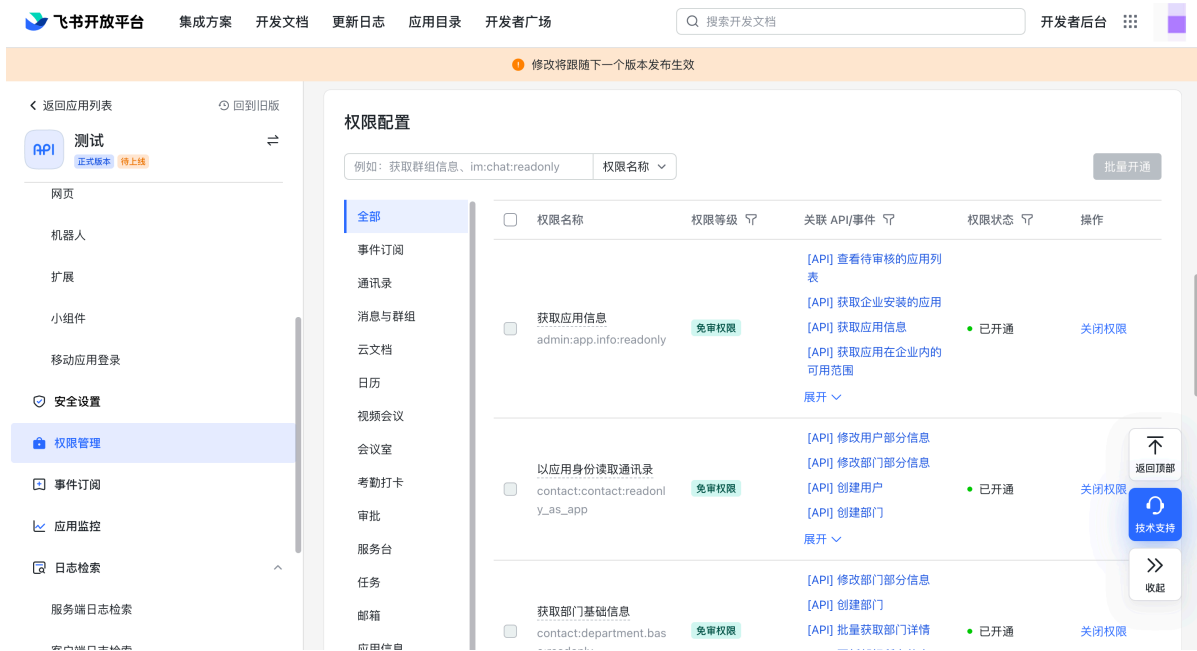 飞书开放平台
集成方案
开发文档
更新日志
应用目录
开发者广场
搜索开发文档
开发者后台
修改将跟随下一个版本发布生效
返回应用列表
回到旧版
API
测试
正式版本
待上线
网页
机器人
扩展
小组件
移动应用登录
安全设置
权限管理
事件订阅
应用监控
日志检索
服务端日志检索
客户端日志检索
权限配置
例如：获取群组信息、im:chat:readonly
权限名称
批量开通
全部
事件订阅
通讯录
消息与群组
云文档
日历
视频会议
会议室
考勤打卡
审批
服务台
任务
邮箱
应用信息
权限名称
权限等级
关联 API/事件
权限状态
操作
获取应用信息
admin:app.info:readonly
免审权限
[API] 查看待审核的应用列
表
[API] 获取企业安装的应用
[API] 获取应用信息
[API] 获取应用在企业内的
可用范围
展开
已开通
关闭权限
以应用身份读取通讯录
contact:contact:readonl
y_as_app
免审权限
[API] 修改用户部分信息
[API] 修改部门部分信息
[API] 创建用户
[API] 创建部门
展开
已开通
关闭权限
获取部门基础信息
contact:department.bas
免审权限
[API] 修改部门部分信息
[API] 创建部门
[API] 批量获取部门详情
已开通
关闭权限
返回顶部
技术支持
收起